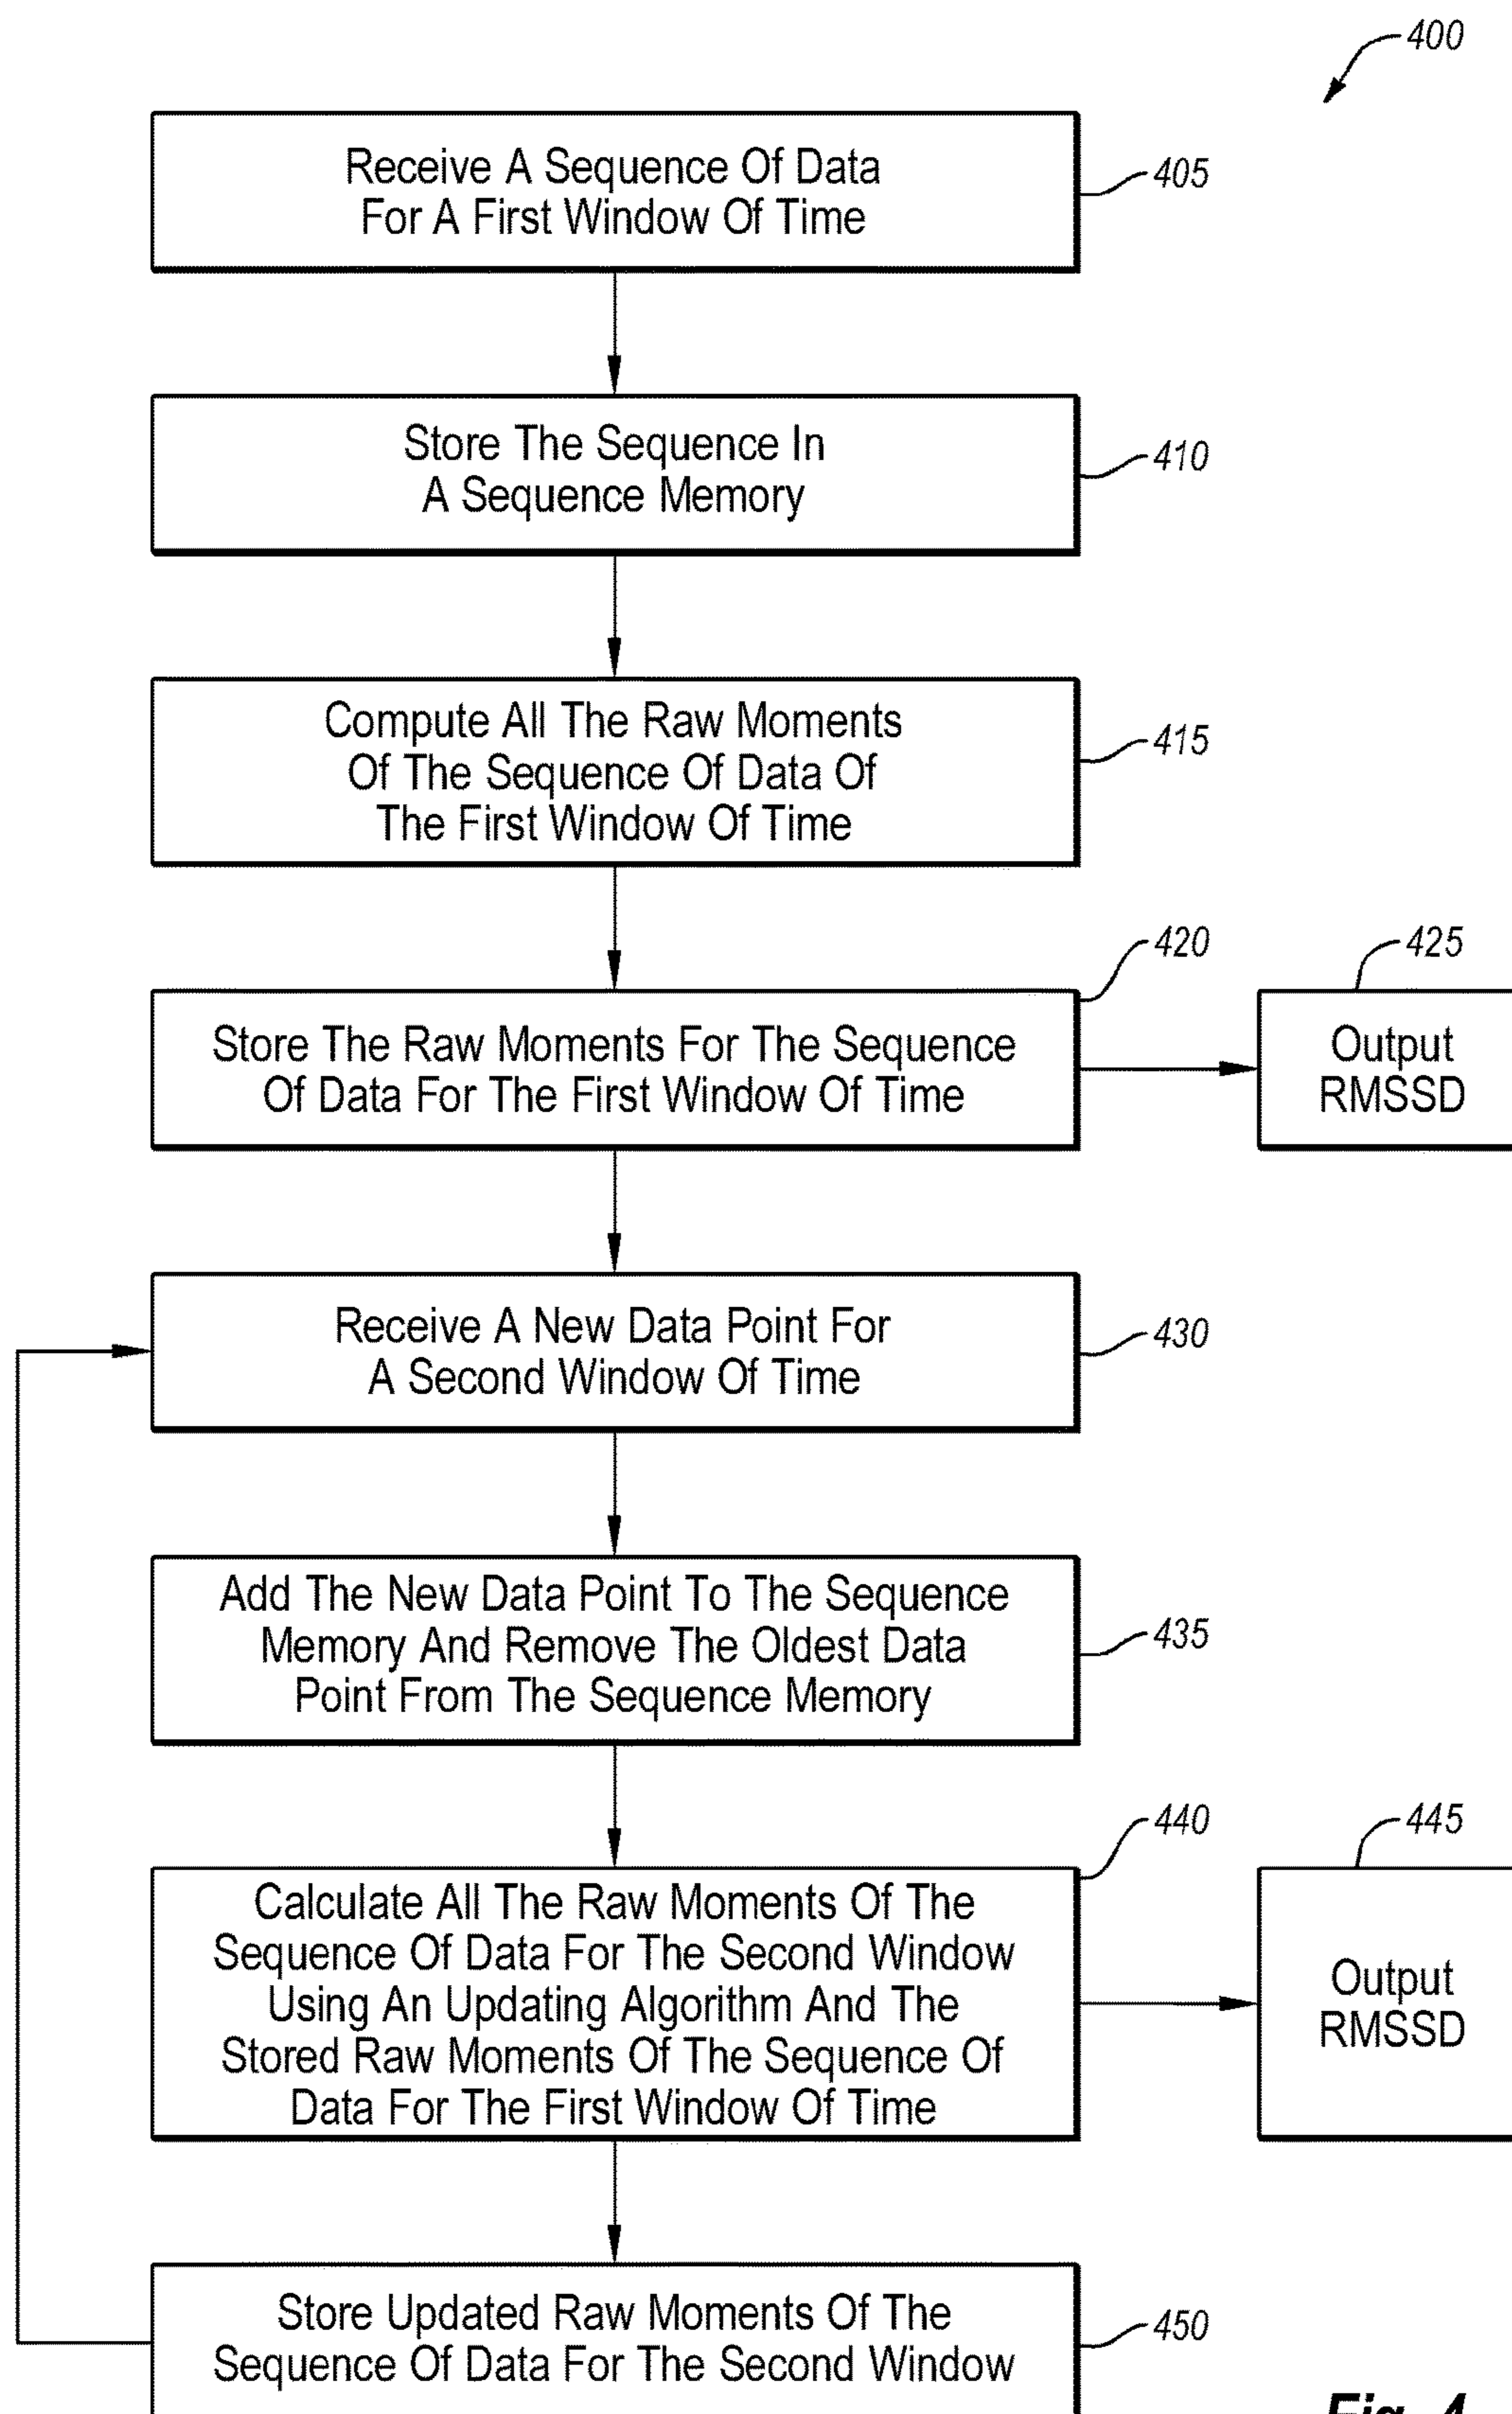 400
Receive A Sequence Of Data
For A First Window Of Time
405
Store The Sequence In
A Sequence Memory
410
Compute All The Raw Moments
Of The Sequence Of Data Of
The First Window Of Time
415
420
Store The Raw Moments For The Sequence
Of Data For The First Window Of Time
425
Output
RMSSD
Receive A New Data Point For
A Second Window Of Time
430
Add The New Data Point To The Sequence
Memory And Remove The Oldest Data
Point From The Sequence Memory
435
440
Calculate All The Raw Moments Of The
Sequence Of Data For The Second Window
Using An Updating Algorithm And The
Stored Raw Moments Of The Sequence Of
Data For The First Window Of Time
445
Output
RMSSD
Store Updated Raw Moments Of The
Sequence Of Data For The Second Window
450
Fig. 4